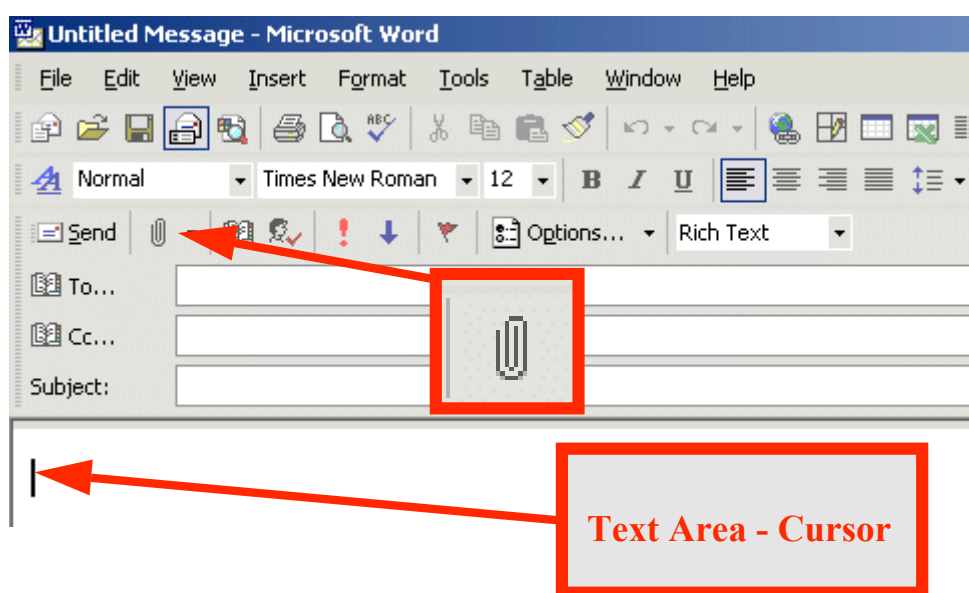 Untitled Message - Microsoft Word
File Edit View Insert Format Tools Table Window Help
ABC
Normal Times New Roman 12 B I U
Send Options... Rich Text
To...
Cc...
Subject:
Text Area - Cursor